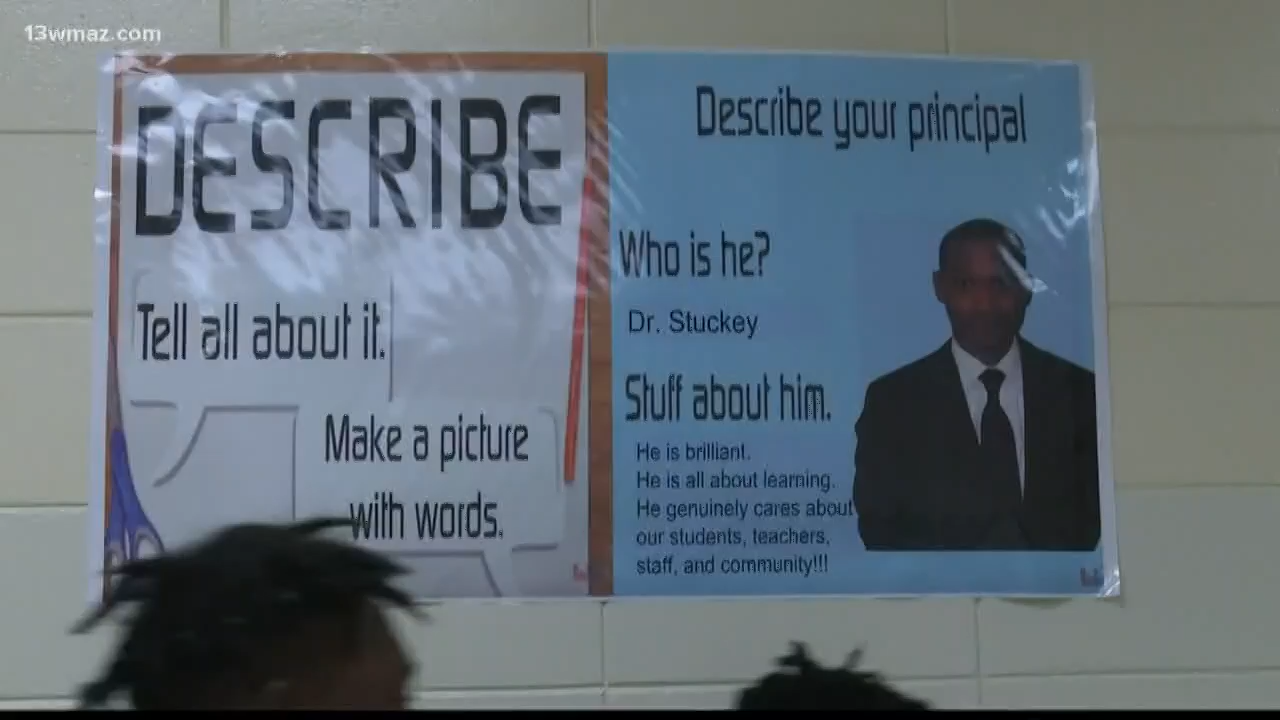 13wmaz.com
DESCRIBE
Tell all about it.
Make a picture
with words.
Describe your principal
Who is he?
Dr. Stuckey
Stuff about him.
He is brilliant.
He is all about learning.
He genuinely cares about
our students, teachers,
staff, and community!!!